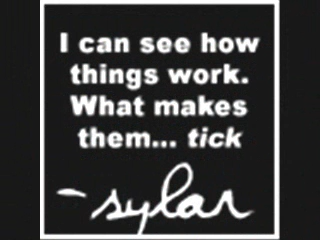 I can see how
things work.
What makes
them... tick
- sylar